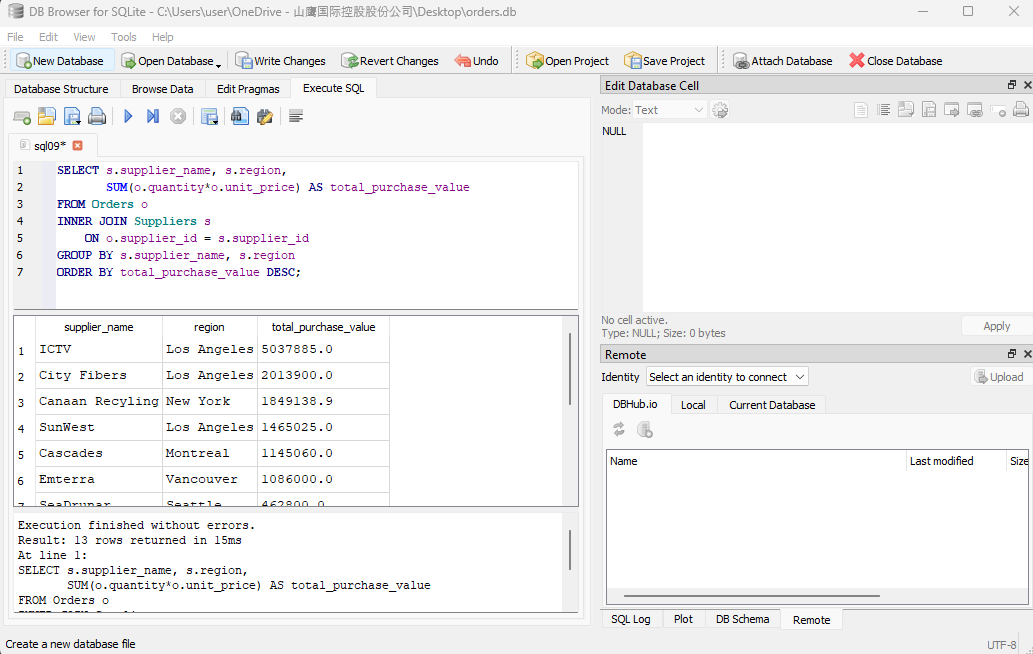 DB Browser for SQLite - C:\Users\user\OneDrive - 山鹰国际控股股份公司\Desktop\orders.db
File Edit View Tools Help
New Database Open Database Write Changes Revert Changes Undo Open Project Save Project Attach Database Close Database
Database Structure Browse Data Edit Pragmas Execute SQL
sql09*
1 SELECT s.supplier_name, s.region,
2 SUM(o.quantity*o.unit_price) AS total_purchase_value
3 FROM Orders o
4 INNER JOIN Suppliers s
5 ON o.supplier_id = s.supplier_id
6 GROUP BY s.supplier_name, s.region
7 ORDER BY total_purchase_value DESC;
supplier_name region total_purchase_value
1 ICTV Los Angeles 5037885.0
2 City Fibers Los Angeles 2013900.0
3 Canaan Recyling New York 1849138.9
4 SunWest Los Angeles 1465025.0
5 Cascades Montreal 1145060.0
6 Emterra Vancouver 1086000.0
7 SeaDrunar Seattle 462800.0
Execution finished without errors.
Result: 13 rows returned in 15ms
At line 1:
SELECT s.supplier_name, s.region,
SUM(o.quantity*o.unit_price) AS total_purchase_value
FROM Orders o
Edit Database Cell
Mode: Text
NULL
No cell active.
Type: NULL; Size: 0 bytes
Apply
Remote
Identity Select an identity to connect Upload
DBHub.io Local Current Database
Name Last modified Size
SQL Log Plot DB Schema Remote
Create a new database file UTF-8